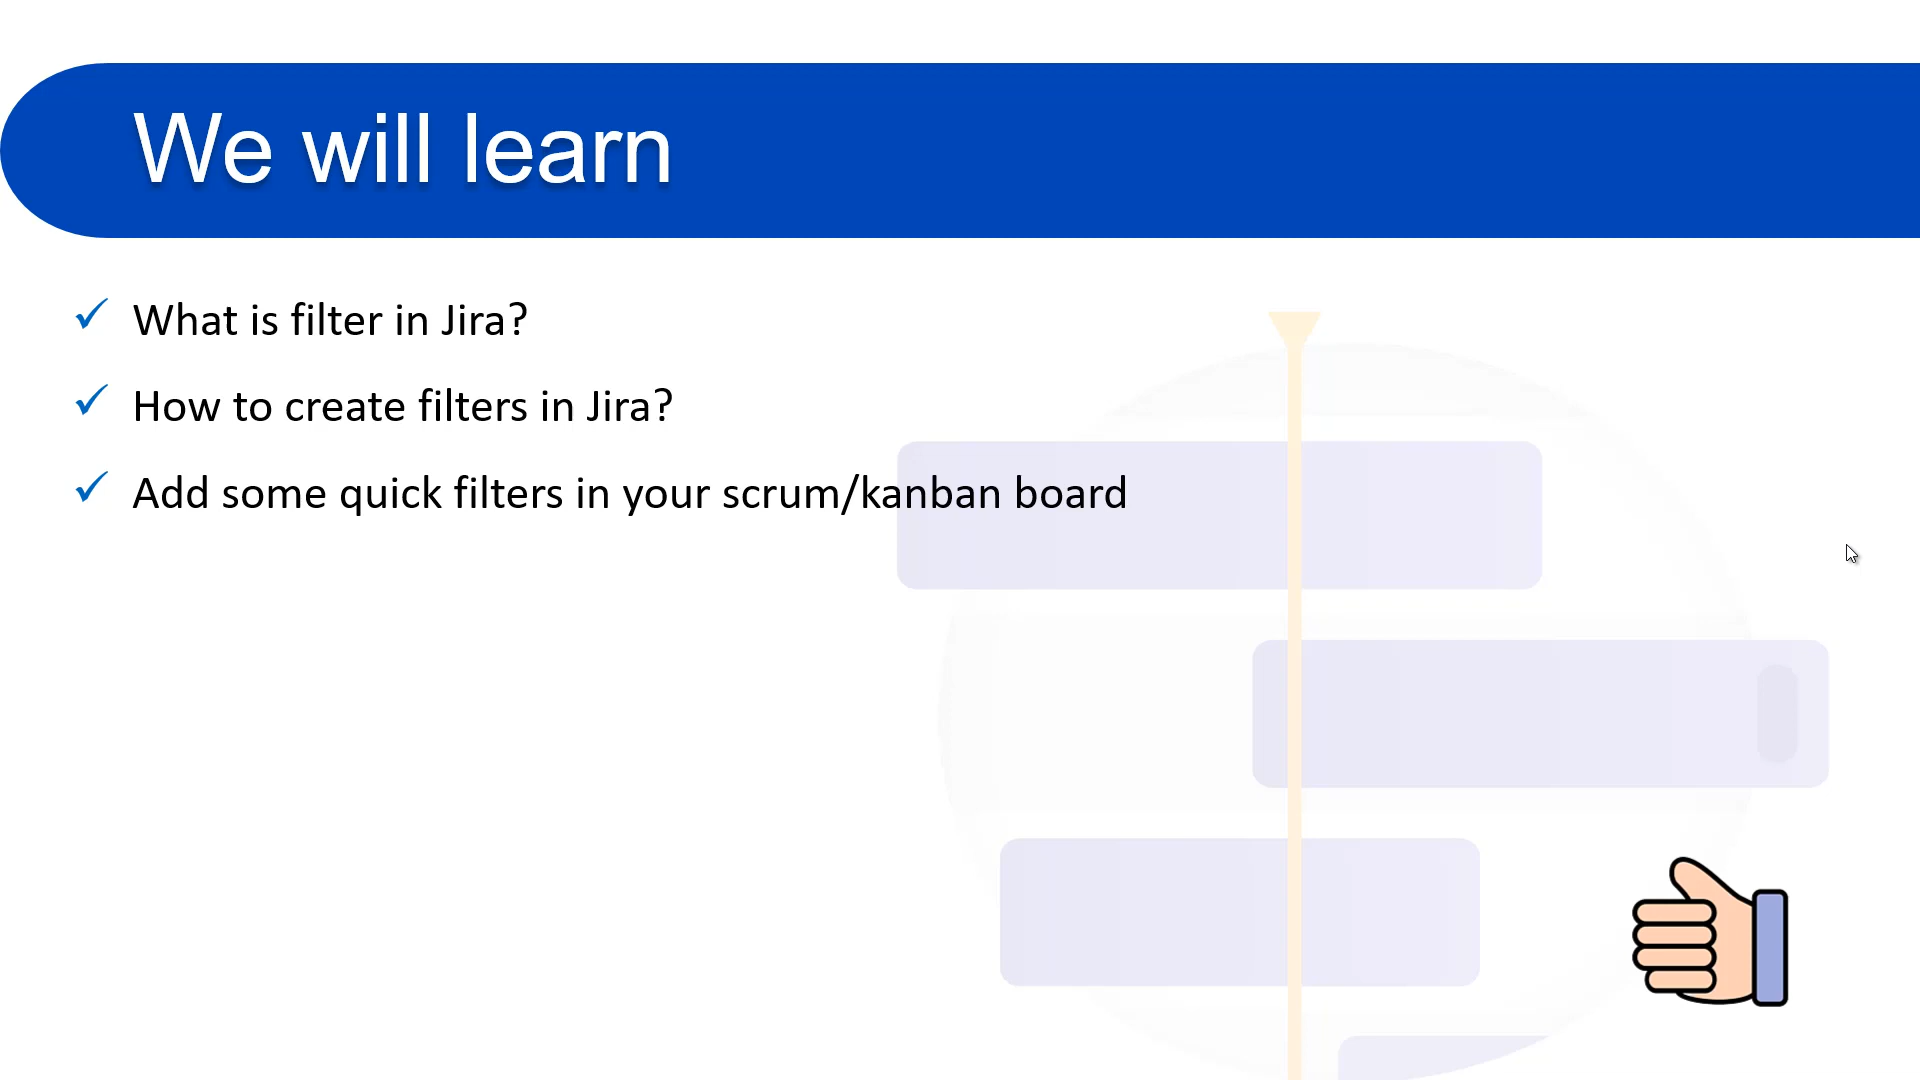 We will learn
✓ What is filter in Jira?
✓ How to create filters in Jira?
✓ Add some quick filters in your scrum/kanban board